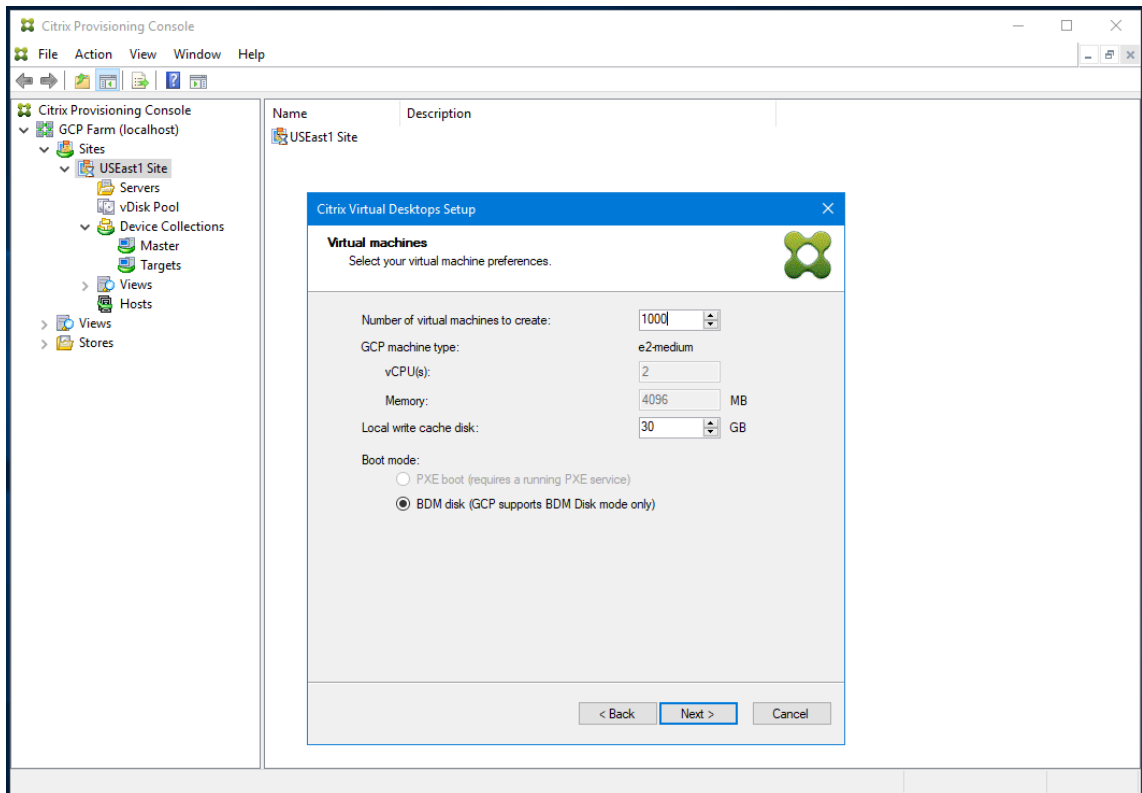 Citrix Provisioning Console
File Action View Window Help
Citrix Provisioning Console
GCP Farm (localhost)
Sites
USEast1 Site
Servers
vDisk Pool
Device Collections
Master
Targets
Views
Hosts
Views
Stores
Name Description
USEast1 Site
Citrix Virtual Desktops Setup
Virtual machines
Select your virtual machine preferences.
Number of virtual machines to create: 1000
GCP machine type: e2-medium
vCPU(s): 2
Memory: 4096 MB
Local write cache disk: 30 GB
Boot mode:
PXE boot (requires a running PXE service)
BDM disk (GCP supports BDM Disk mode only)
< Back Next > Cancel